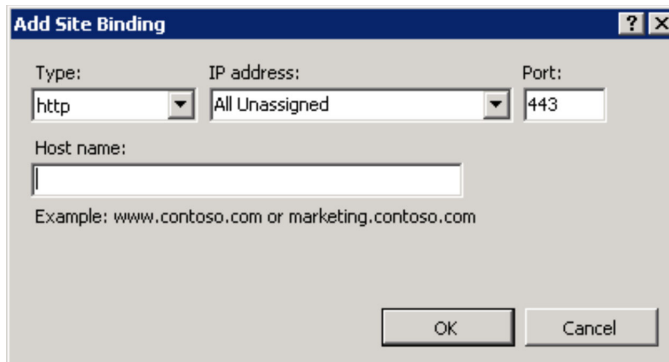 Add Site Binding
Type: IP address: Port:
http All Unassigned 443
Host name:
Example: www.contoso.com or marketing.contoso.com
OK Cancel